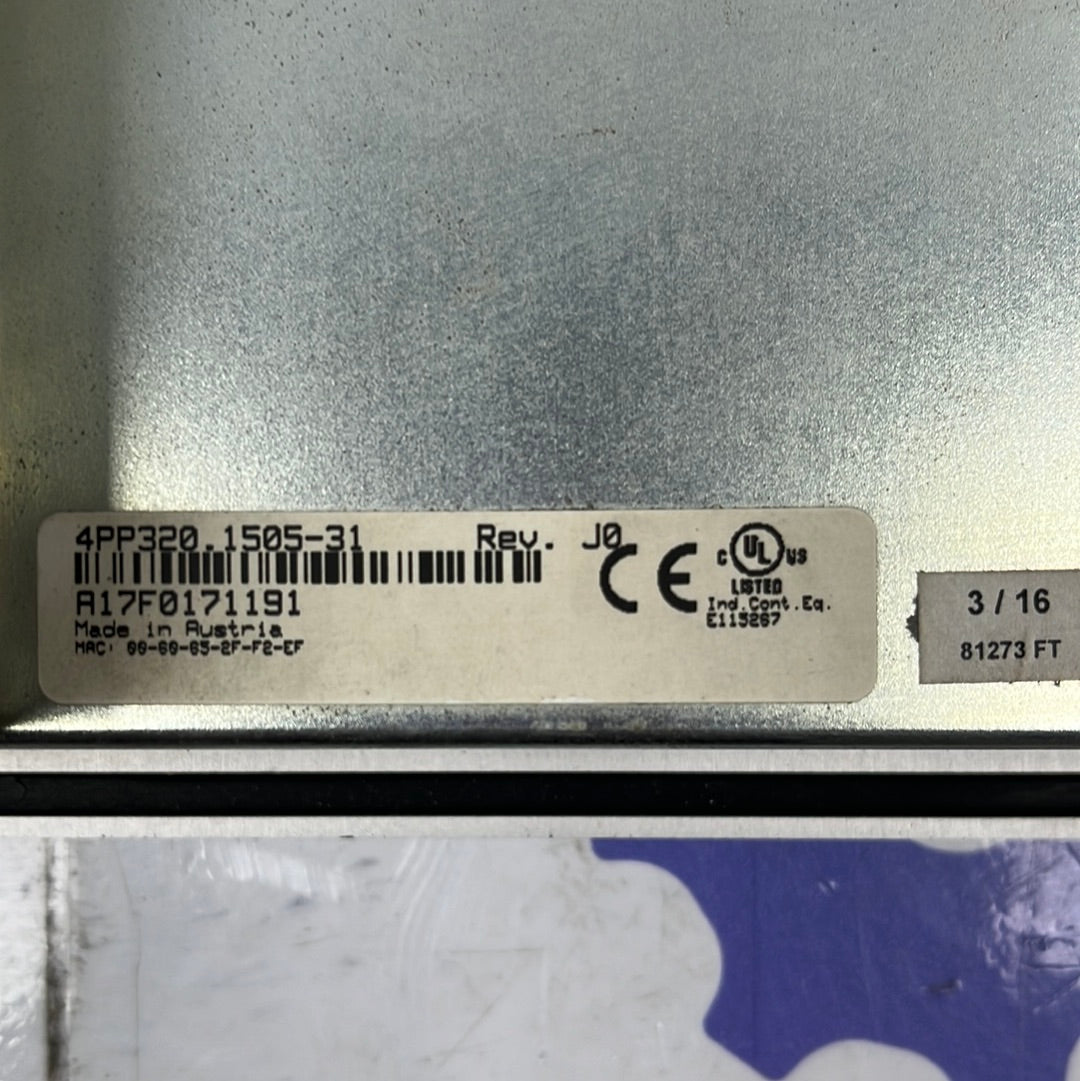 4PP320.1505-31 Rev. J0
A17F0171191
Made in Austria
MAC: 00-60-65-2F-F2-EF
CE
c UL us
LISTED
Ind.Cont.Eq.
E115267
3 / 16
81273 FT